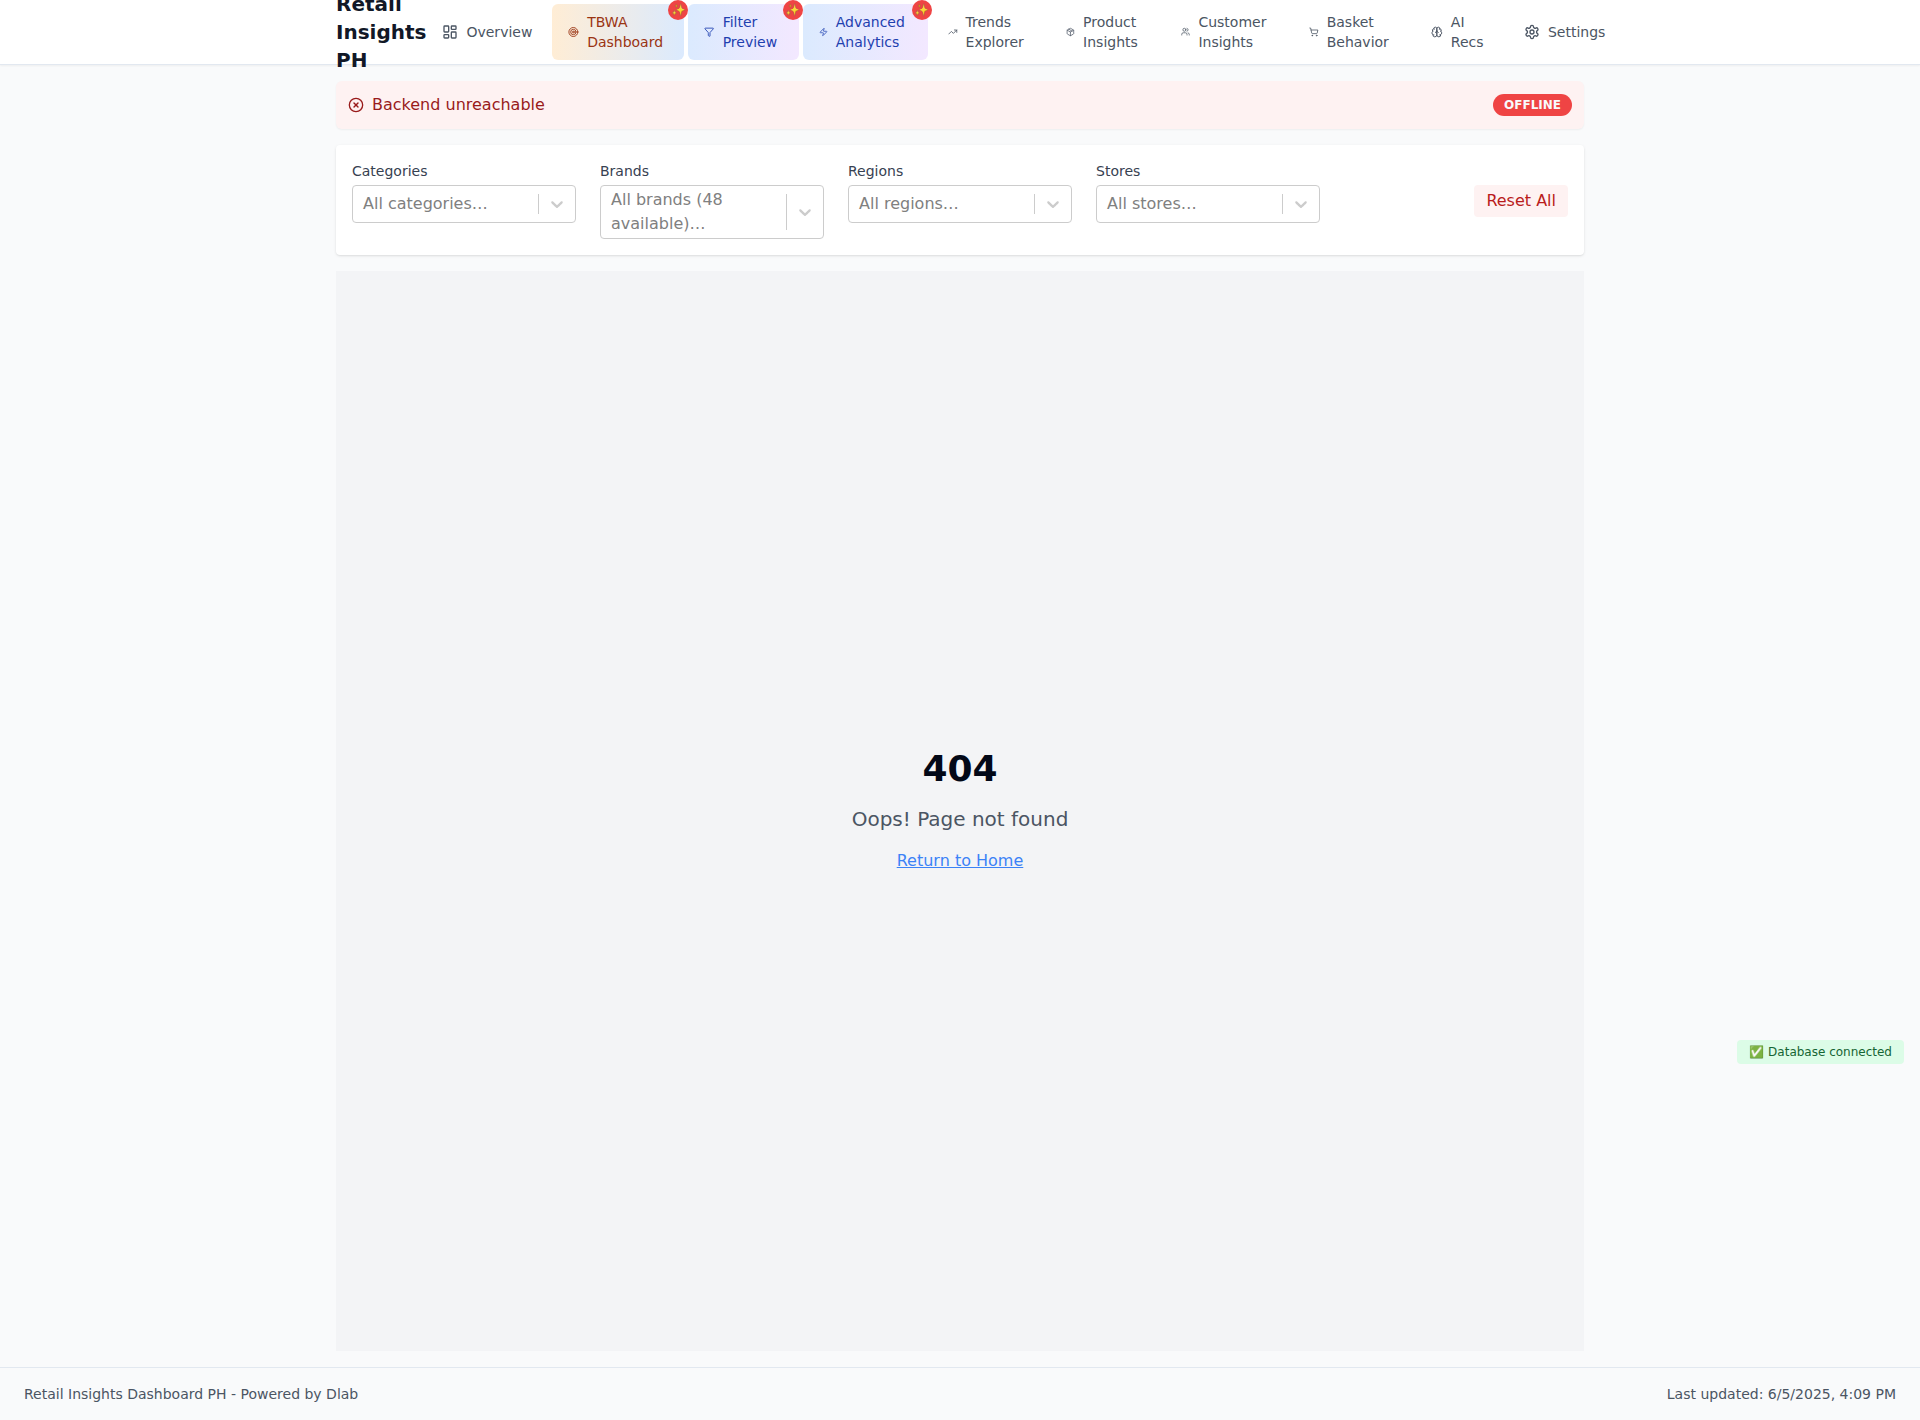 Retail
Insights
PH
Overview
TBWA
Dashboard
Filter
Preview
Advanced
Analytics
Trends
Explorer
Product
Insights
Customer
Insights
Basket
Behavior
AI
Recs
Settings
Backend unreachable
OFFLINE
Categories
All categories...
Brands
All brands (48
available)...
Regions
All regions...
Stores
All stores...
Reset All
404
Oops! Page not found
Return to Home
✅ Database connected
Retail Insights Dashboard PH - Powered by Dlab
Last updated: 6/5/2025, 4:09 PM